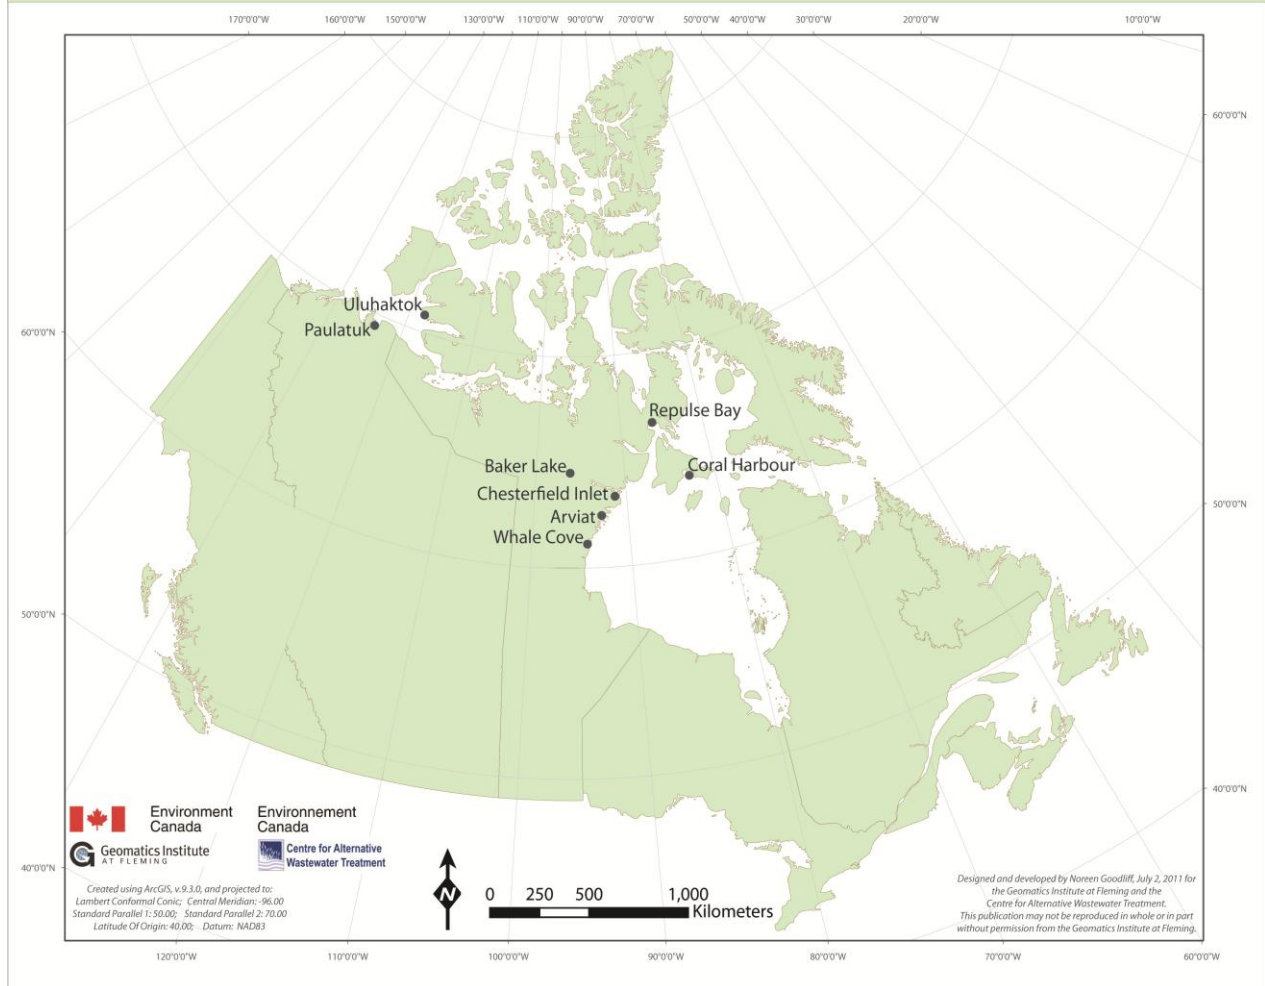 170°0'0"W 160°0'0"W 150°0'0"W 130°0'0"W 110°0'0"W 90°0'0"W 70°0'0"W 50°0'0"W 40°0'0"W 30°0'0"W 20°0'0"W 10°0'0"W
60°0'0"N
Uluhaktok
Paulatuk
60°0'0"N
Repulse Bay
Baker Lake
Coral Harbour
Chesterfield Inlet
Arviat
Whale Cove
50°0'0"N
50°0'0"N
40°0'0"N
Environment
Canada
Environnement
Canada
Geomatics Institute
AT FLEMING
Centre for Alternative
Wastewater Treatment
40°0'0"N
Created using ArcGIS, v.9.3.0, and projected to:
Lambert Conformal Conic; Central Meridian: -96.00
Standard Parallel 1: 50.00; Standard Parallel 2: 70.00
Latitude Of Origin: 40.00; Datum: NAD83
N
0 250 500 1,000
Kilometers
Designed and developed by Noreen Goodliff, July 2, 2011 for
the Geomatics Institute at Fleming and the
Centre for Alternative Wastewater Treatment.
This publication may not be reproduced in whole or in part
without permission from the Geomatics Institute at Fleming.
120°0'0"W 110°0'0"W 100°0'0"W 90°0'0"W 80°0'0"W 70°0'0"W 60°0'0"W